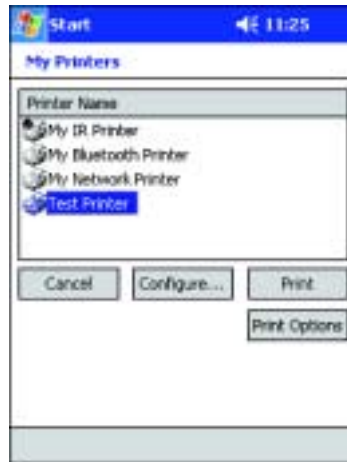 Start 11:25
My Printers
Printer Name
My IR Printer
My Bluetooth Printer
My Network Printer
Test Printer
Cancel Configure... Print
Print Options